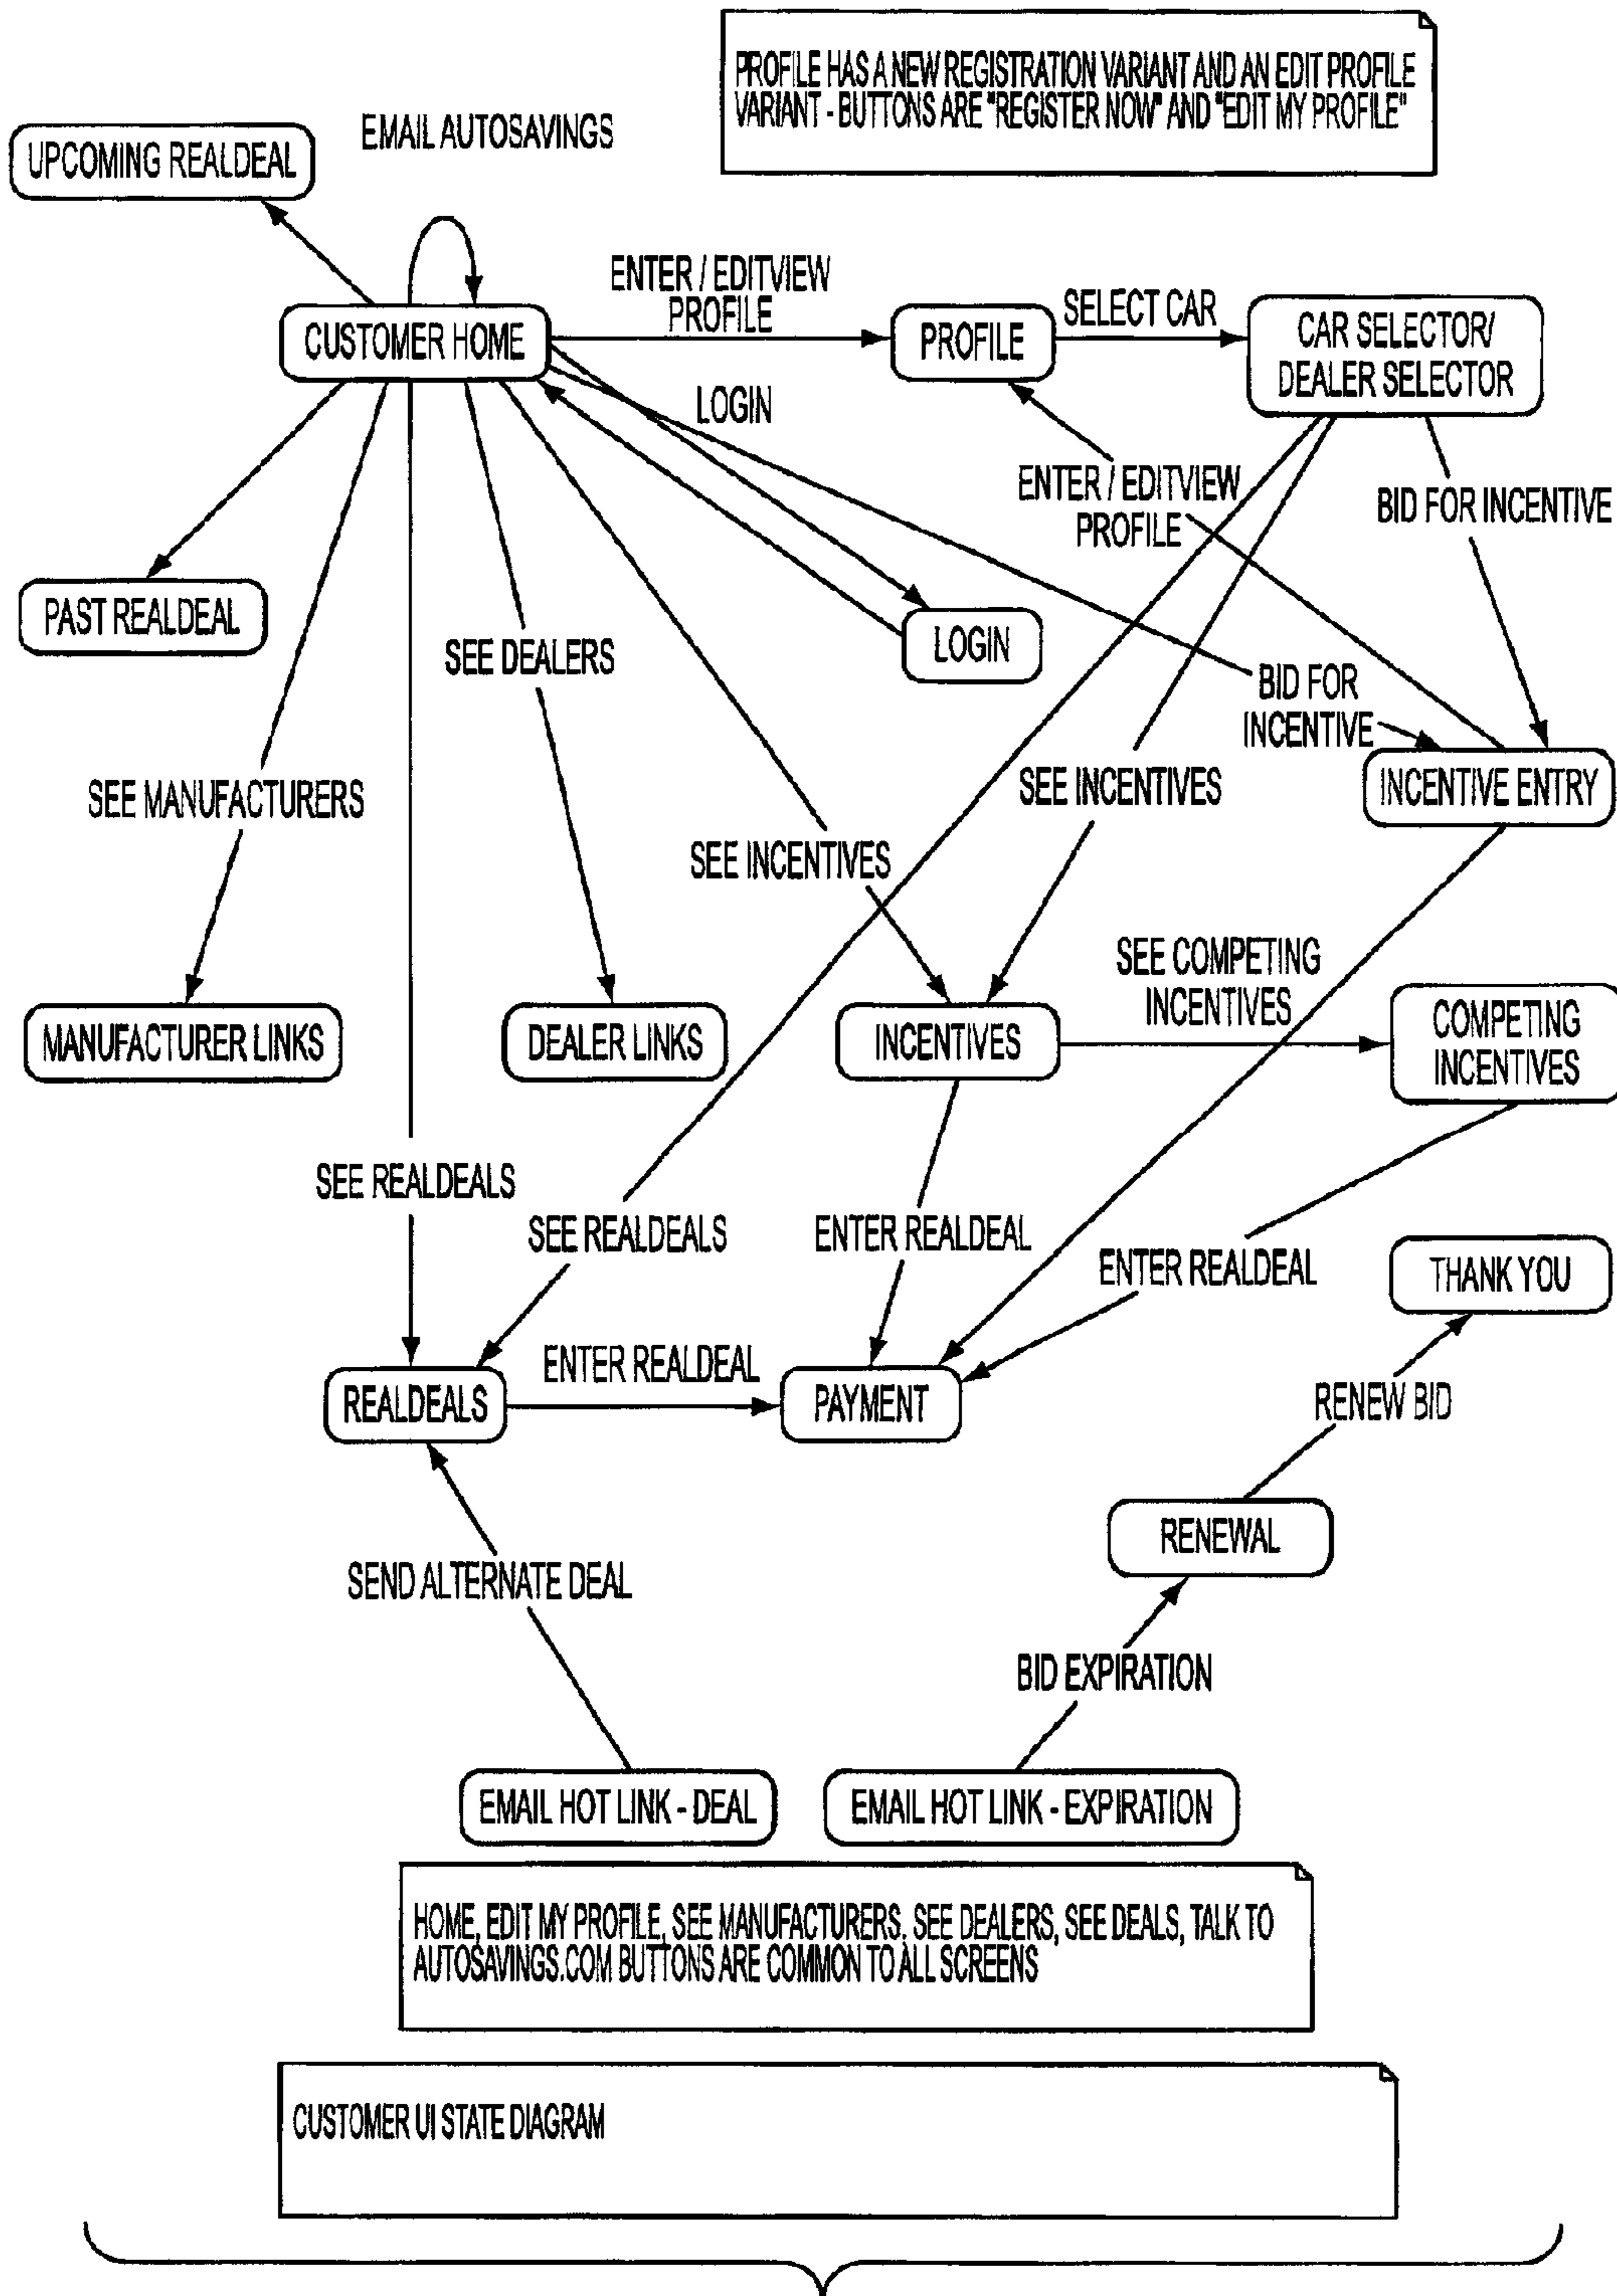 PROFILE HAS A NEW REGISTRATION VARIANT AND AN EDIT PROFILE
VARIANT - BUTTONS ARE "REGISTER NOW" AND "EDIT MY PROFILE"
EMAIL AUTOSAVINGS
UPCOMING REALDEAL
ENTER / EDITVIEW
PROFILE
CUSTOMER HOME
PROFILE
SELECT CAR
CAR SELECTOR/
DEALER SELECTOR
LOGIN
ENTER / EDITVIEW
PROFILE
BID FOR INCENTIVE
PAST REALDEAL
SEE DEALERS
LOGIN
BID FOR
INCENTIVE
SEE MANUFACTURERS
SEE INCENTIVES
INCENTIVE ENTRY
SEE INCENTIVES
SEE COMPETING
INCENTIVES
MANUFACTURER LINKS
DEALER LINKS
INCENTIVES
COMPETING
INCENTIVES
SEE REALDEALS
SEE REALDEALS
ENTER REALDEAL
ENTER REALDEAL
THANK YOU
ENTER REALDEAL
REALDEALS
PAYMENT
RENEW BID
RENEWAL
SEND ALTERNATE DEAL
BID EXPIRATION
EMAIL HOT LINK - DEAL
EMAIL HOT LINK - EXPIRATION
HOME, EDIT MY PROFILE, SEE MANUFACTURERS, SEE DEALERS, SEE DEALS, TALK TO
AUTOSAVINGS.COM BUTTONS ARE COMMON TO ALL SCREENS
CUSTOMER UI STATE DIAGRAM